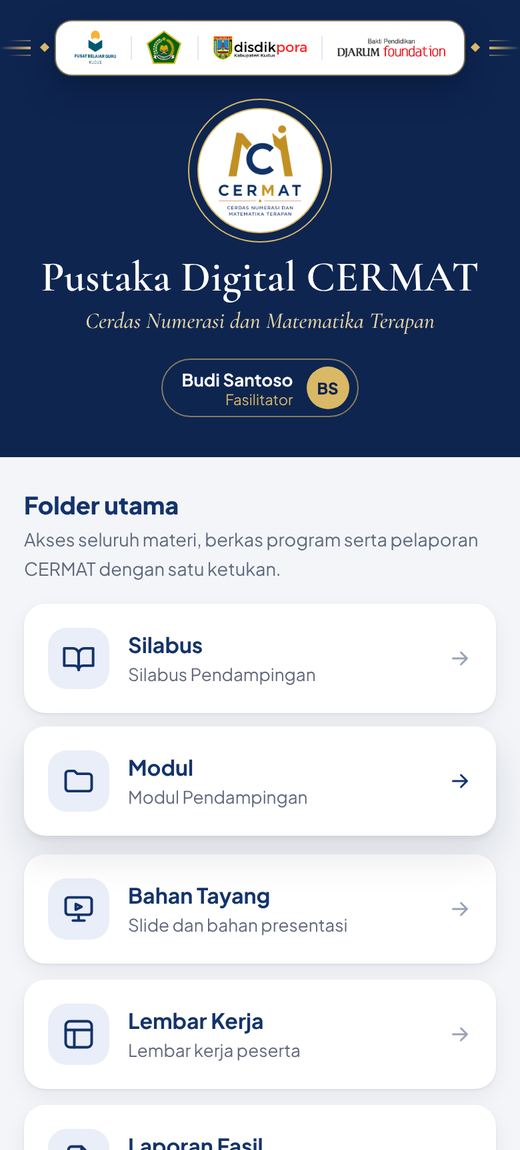 PUSAT BELAJAR GURU
KUDUS
disdikpora
Kabupaten Kudus
Bakti Pendidikan
DJARUM foundation
CERMAT
CERDAS NUMERASI DAN
MATEMATIKA TERAPAN
Pustaka Digital CERMAT
Cerdas Numerasi dan Matematika Terapan
Budi Santoso
Fasilitator
BS
Folder utama
Akses seluruh materi, berkas program serta pelaporan
CERMAT dengan satu ketukan.
Silabus
Silabus Pendampingan
Modul
Modul Pendampingan
Bahan Tayang
Slide dan bahan presentasi
Lembar Kerja
Lembar kerja peserta
Laporan Fasil